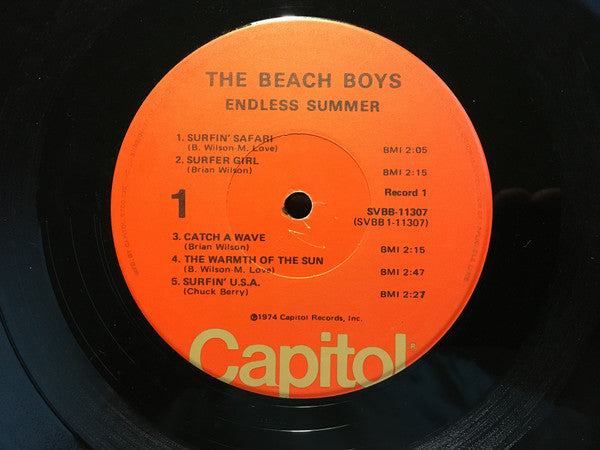 THE BEACH BOYS
ENDLESS SUMMER
1. SURFIN' SAFARI
(B. Wilson-M. Love) BMI 2:05
2. SURFER GIRL
(Brian Wilson) BMI 2:15
1
Record 1
SVBB-11307
(SVBB 1-11307)
3. CATCH A WAVE
(Brian Wilson) BMI 2:15
4. THE WARMTH OF THE SUN
(B. Wilson-M. Love) BMI 2:47
5. SURFIN' U.S.A.
(Chuck Berry) BMI 2:27
℗1974 Capitol Records, Inc.
Capitol